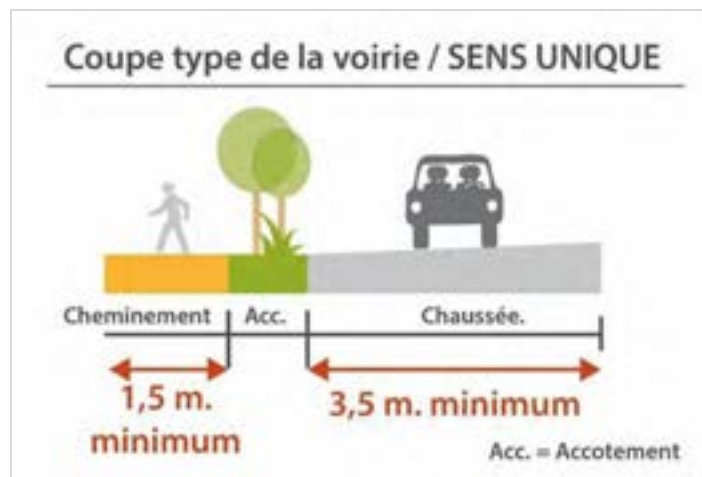 Coupe type de la voirie / SENS UNIQUE
Cheminement Acc. Chaussée.
1,5 m. 3,5 m. minimum
minimum
Acc. = Accotement